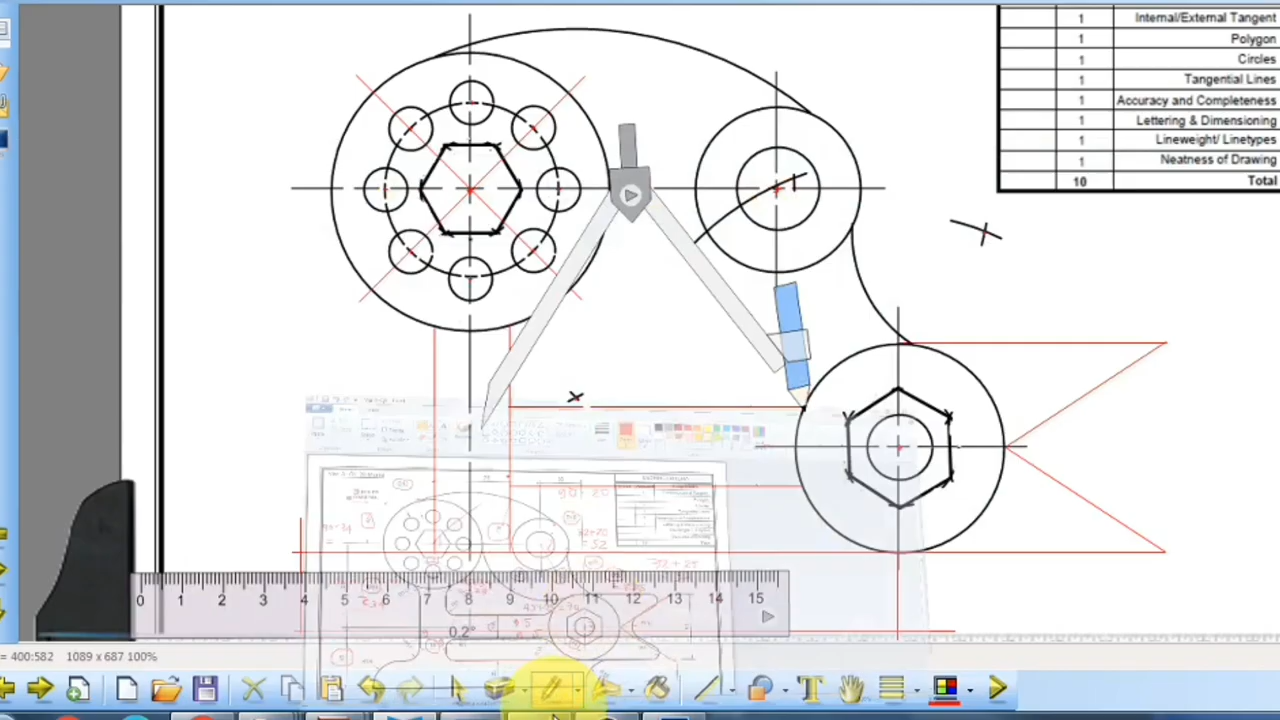 1 Internal/External Tangent
1 Polygon
1 Circles
1 Tangential Lines
1 Accuracy and Completeness
1 Lettering & Dimensioning
1 Lineweight/ Linetypes
1 Neatness of Drawing
10 Total
x
0 1 2 3 4 5 6 7 8 9 10 11 12 13 14 15
0.2°
= 400:582 1089 x 687 100%